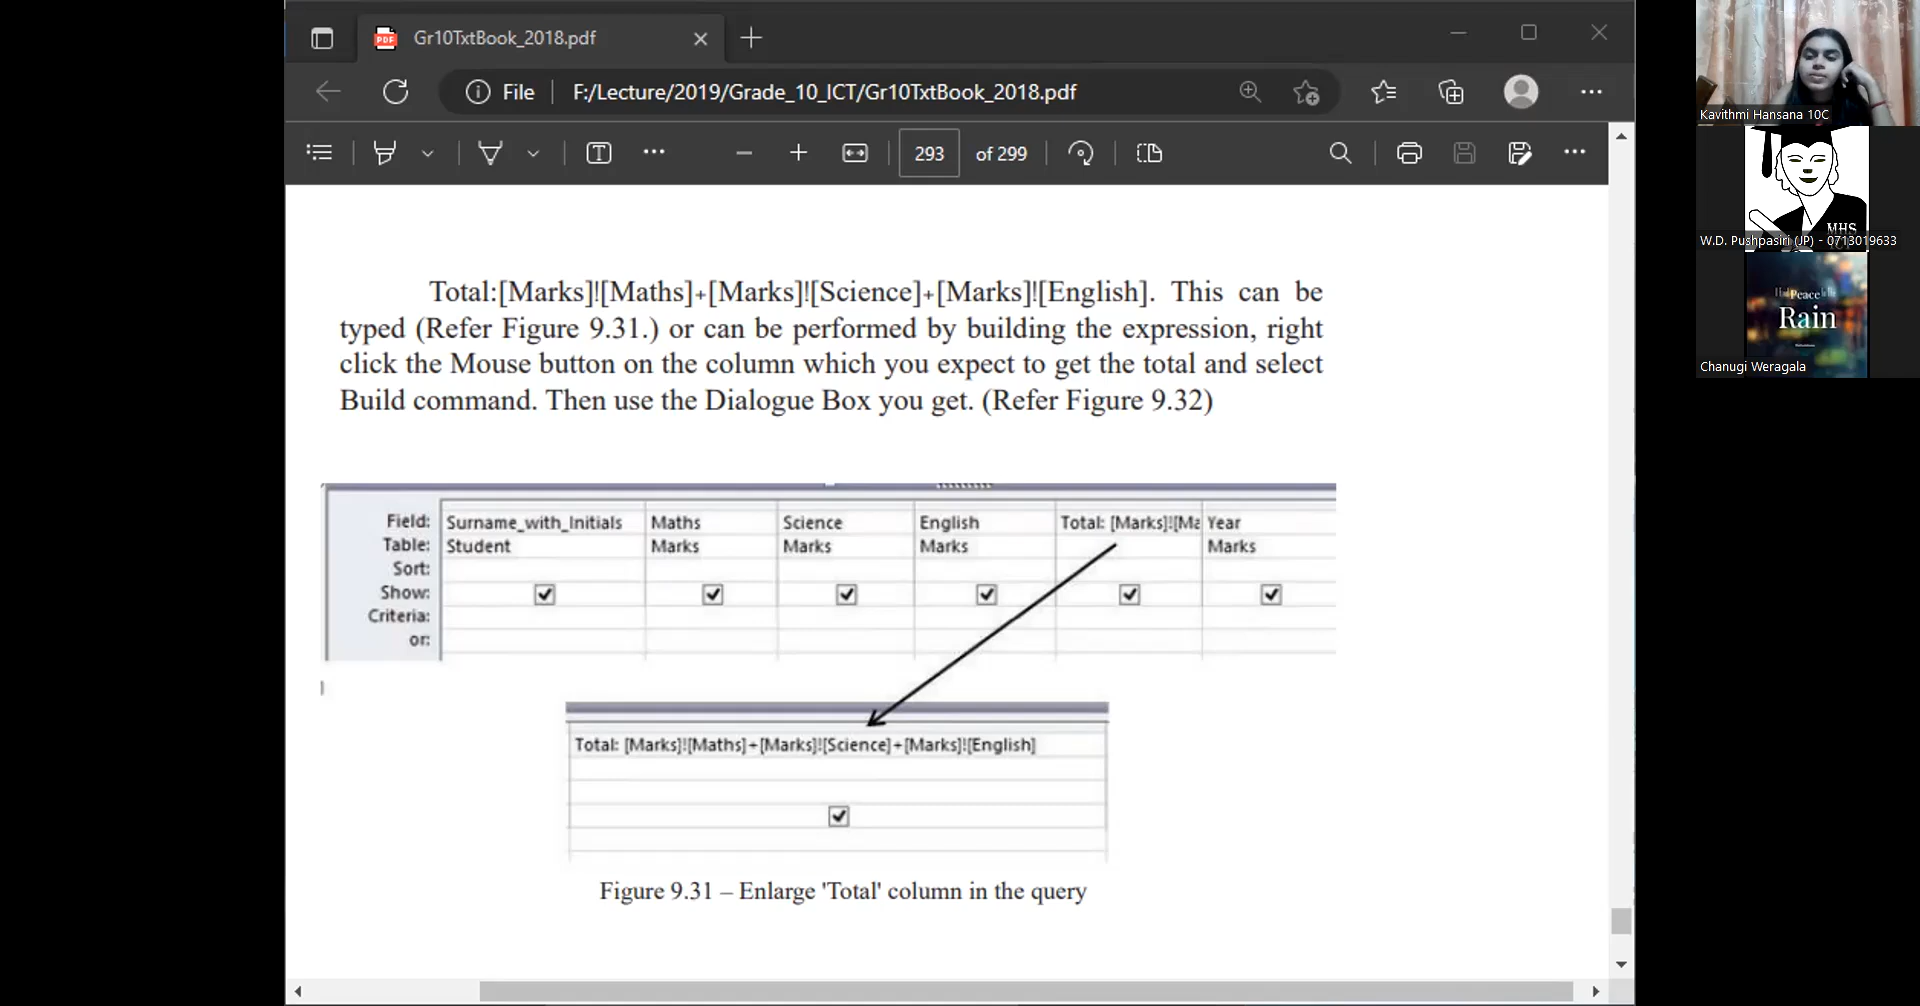 Gr10TxtBook_2018.pdf
File
F:/Lecture/2019/Grade_10_ICT/Gr10TxtBook_2018.pdf
293 of 299
Total:[Marks]![Maths]+[Marks]![Science]+[Marks]![English]. This can be
typed (Refer Figure 9.31.) or can be performed by building the expression, right
click the Mouse button on the column which you expect to get the total and select
Build command. Then use the Dialogue Box you get. (Refer Figure 9.32)
Field: Surname_with_Initials Maths Science English Total: [Marks]![Ma Year
Table: Student Marks Marks Marks Marks
Sort:
Show:
Criteria:
or:
Total: [Marks]![Maths]+[Marks]![Science]+[Marks]![English]
Figure 9.31 – Enlarge 'Total' column in the query
Kavithmi Hansana 10C
MHS
ICT
W.D. Pushpasiri (JP) - 0713019633
Peace
Rain
Chanugi Weragala